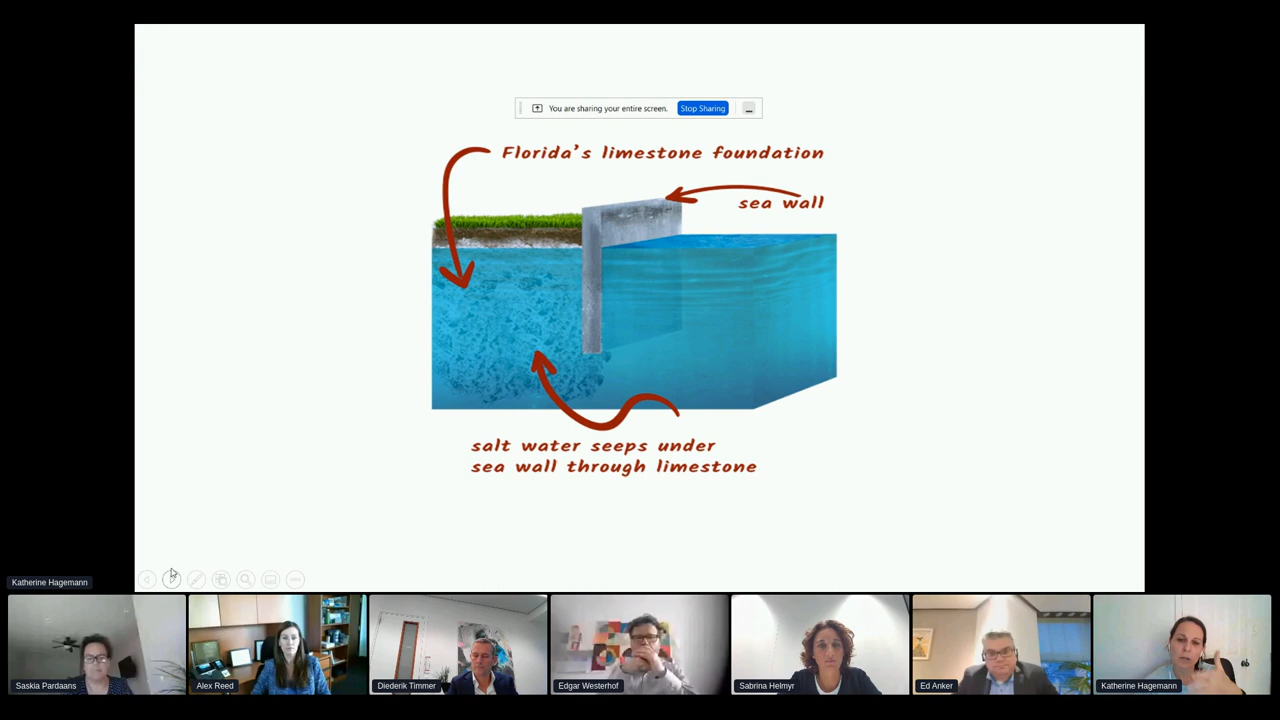 You are sharing your entire screen. Stop Sharing
Florida's limestone foundation
sea wall
salt water seeps under
sea wall through limestone
Katherine Hagemann
Saskia Pardaans
Alex Reed
Diederik Timmer
Edgar Westerhof
Sabrina Helmyr
Ed Anker
Katherine Hagemann